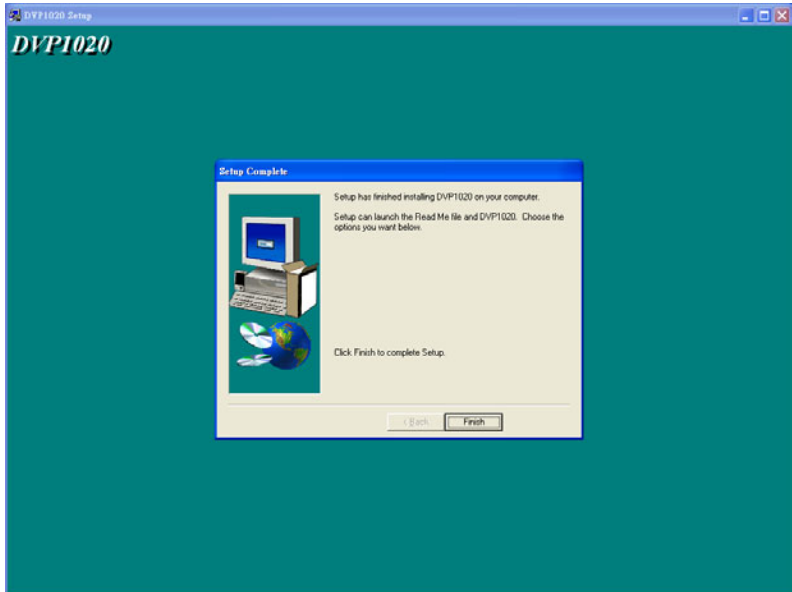 DVP1020 Setup
DVP1020
Setup Complete
Setup has finished installing DVP1020 on your computer.
Setup can launch the Read Me file and DVP1020. Choose the
options you want below.
Click Finish to complete Setup.
< Back
Finish